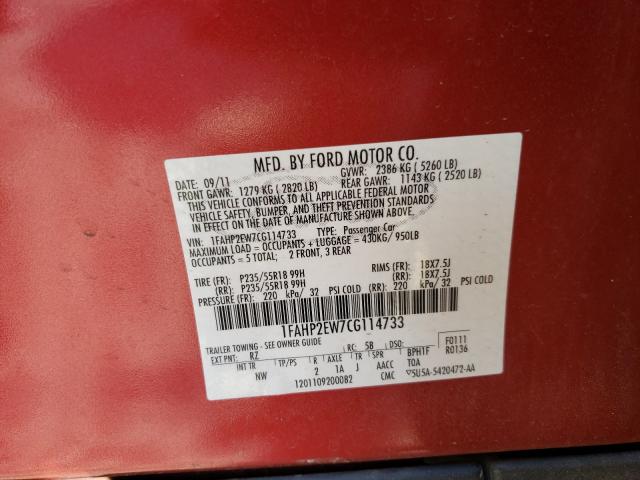 MFD. BY FORD MOTOR CO.
DATE: 09/11 GVWR: 2386 KG ( 5260 LB)
FRONT GAWR: 1279 KG ( 2820 LB) REAR GAWR: 1143 KG ( 2520 LB)
THIS VEHICLE CONFORMS TO ALL APPLICABLE FEDERAL MOTOR
VEHICLE SAFETY, BUMPER, AND THEFT PREVENTION STANDARDS
IN EFFECT ON THE DATE OF MANUFACTURE SHOWN ABOVE.
VIN: 1FAHP2EW7CG114733 TYPE: Passenger Car
MAXIMUM LOAD = OCCUPANTS + LUGGAGE = 430KG/ 950LB
OCCUPANTS = 5 TOTAL; 2 FRONT, 3 REAR
TIRE (FR): P235/55R18 99H RIMS (FR): 18X7.5J
(RR): P235/55R18 99H (RR): 18X7.5J
PRESSURE (FR): 220 kPa/ 32 PSI COLD (RR): 220 kPa/ 32 PSI COLD
1FAHP2EW7CG114733
TRAILER TOWING - SEE OWNER GUIDE
EXT PNT: RZ RC: 5B DSO: F0111
INT TR TP/PS R AXLE TR SPR BPH1F R0136
NW 2 1A J AACC TOA
1201109200082 CMC 5U5A-5420472-AA